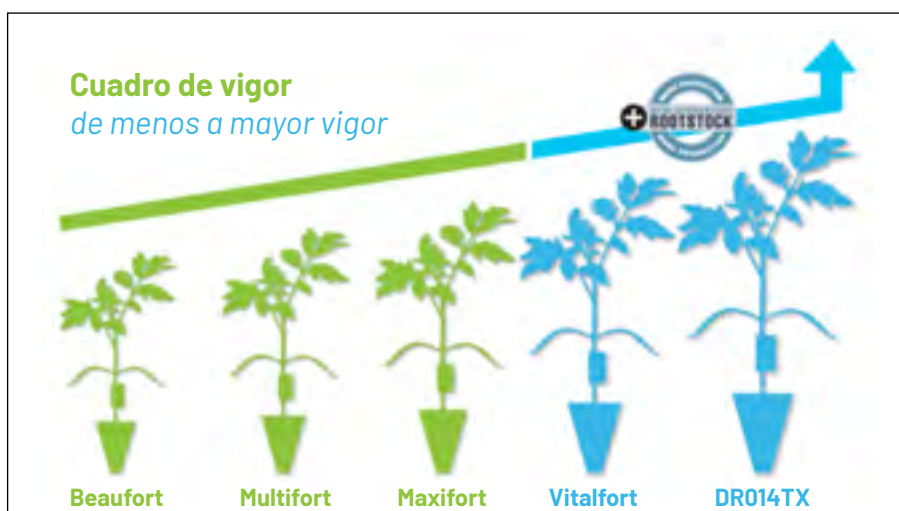 Cuadro de vigor
de menos a mayor vigor
ROOTSTOCK
Beaufort Multifort Maxifort Vitalfort DR014TX